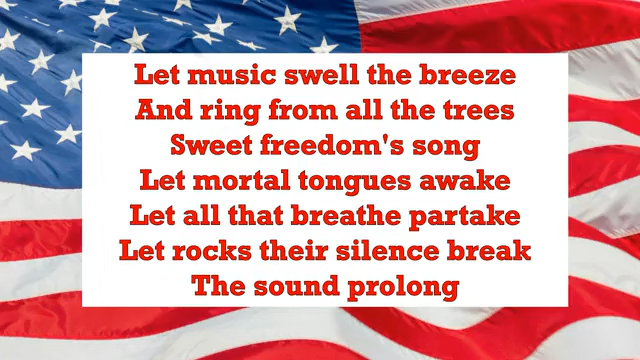 Let music swell the breeze
And ring from all the trees
Sweet freedom's song
Let mortal tongues awake
Let all that breathe partake
Let rocks their silence break
The sound prolong